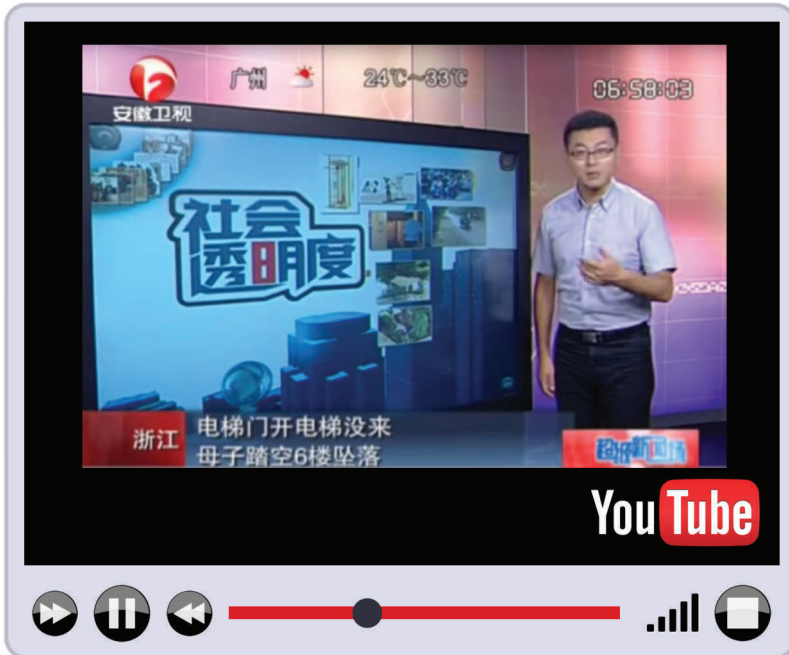 广州 24℃~33℃ 06:58:03
安徽卫视
社会
透明度
浙江
电梯门开电梯没来
母子踏空6楼坠落
超级新闻场
YouTube